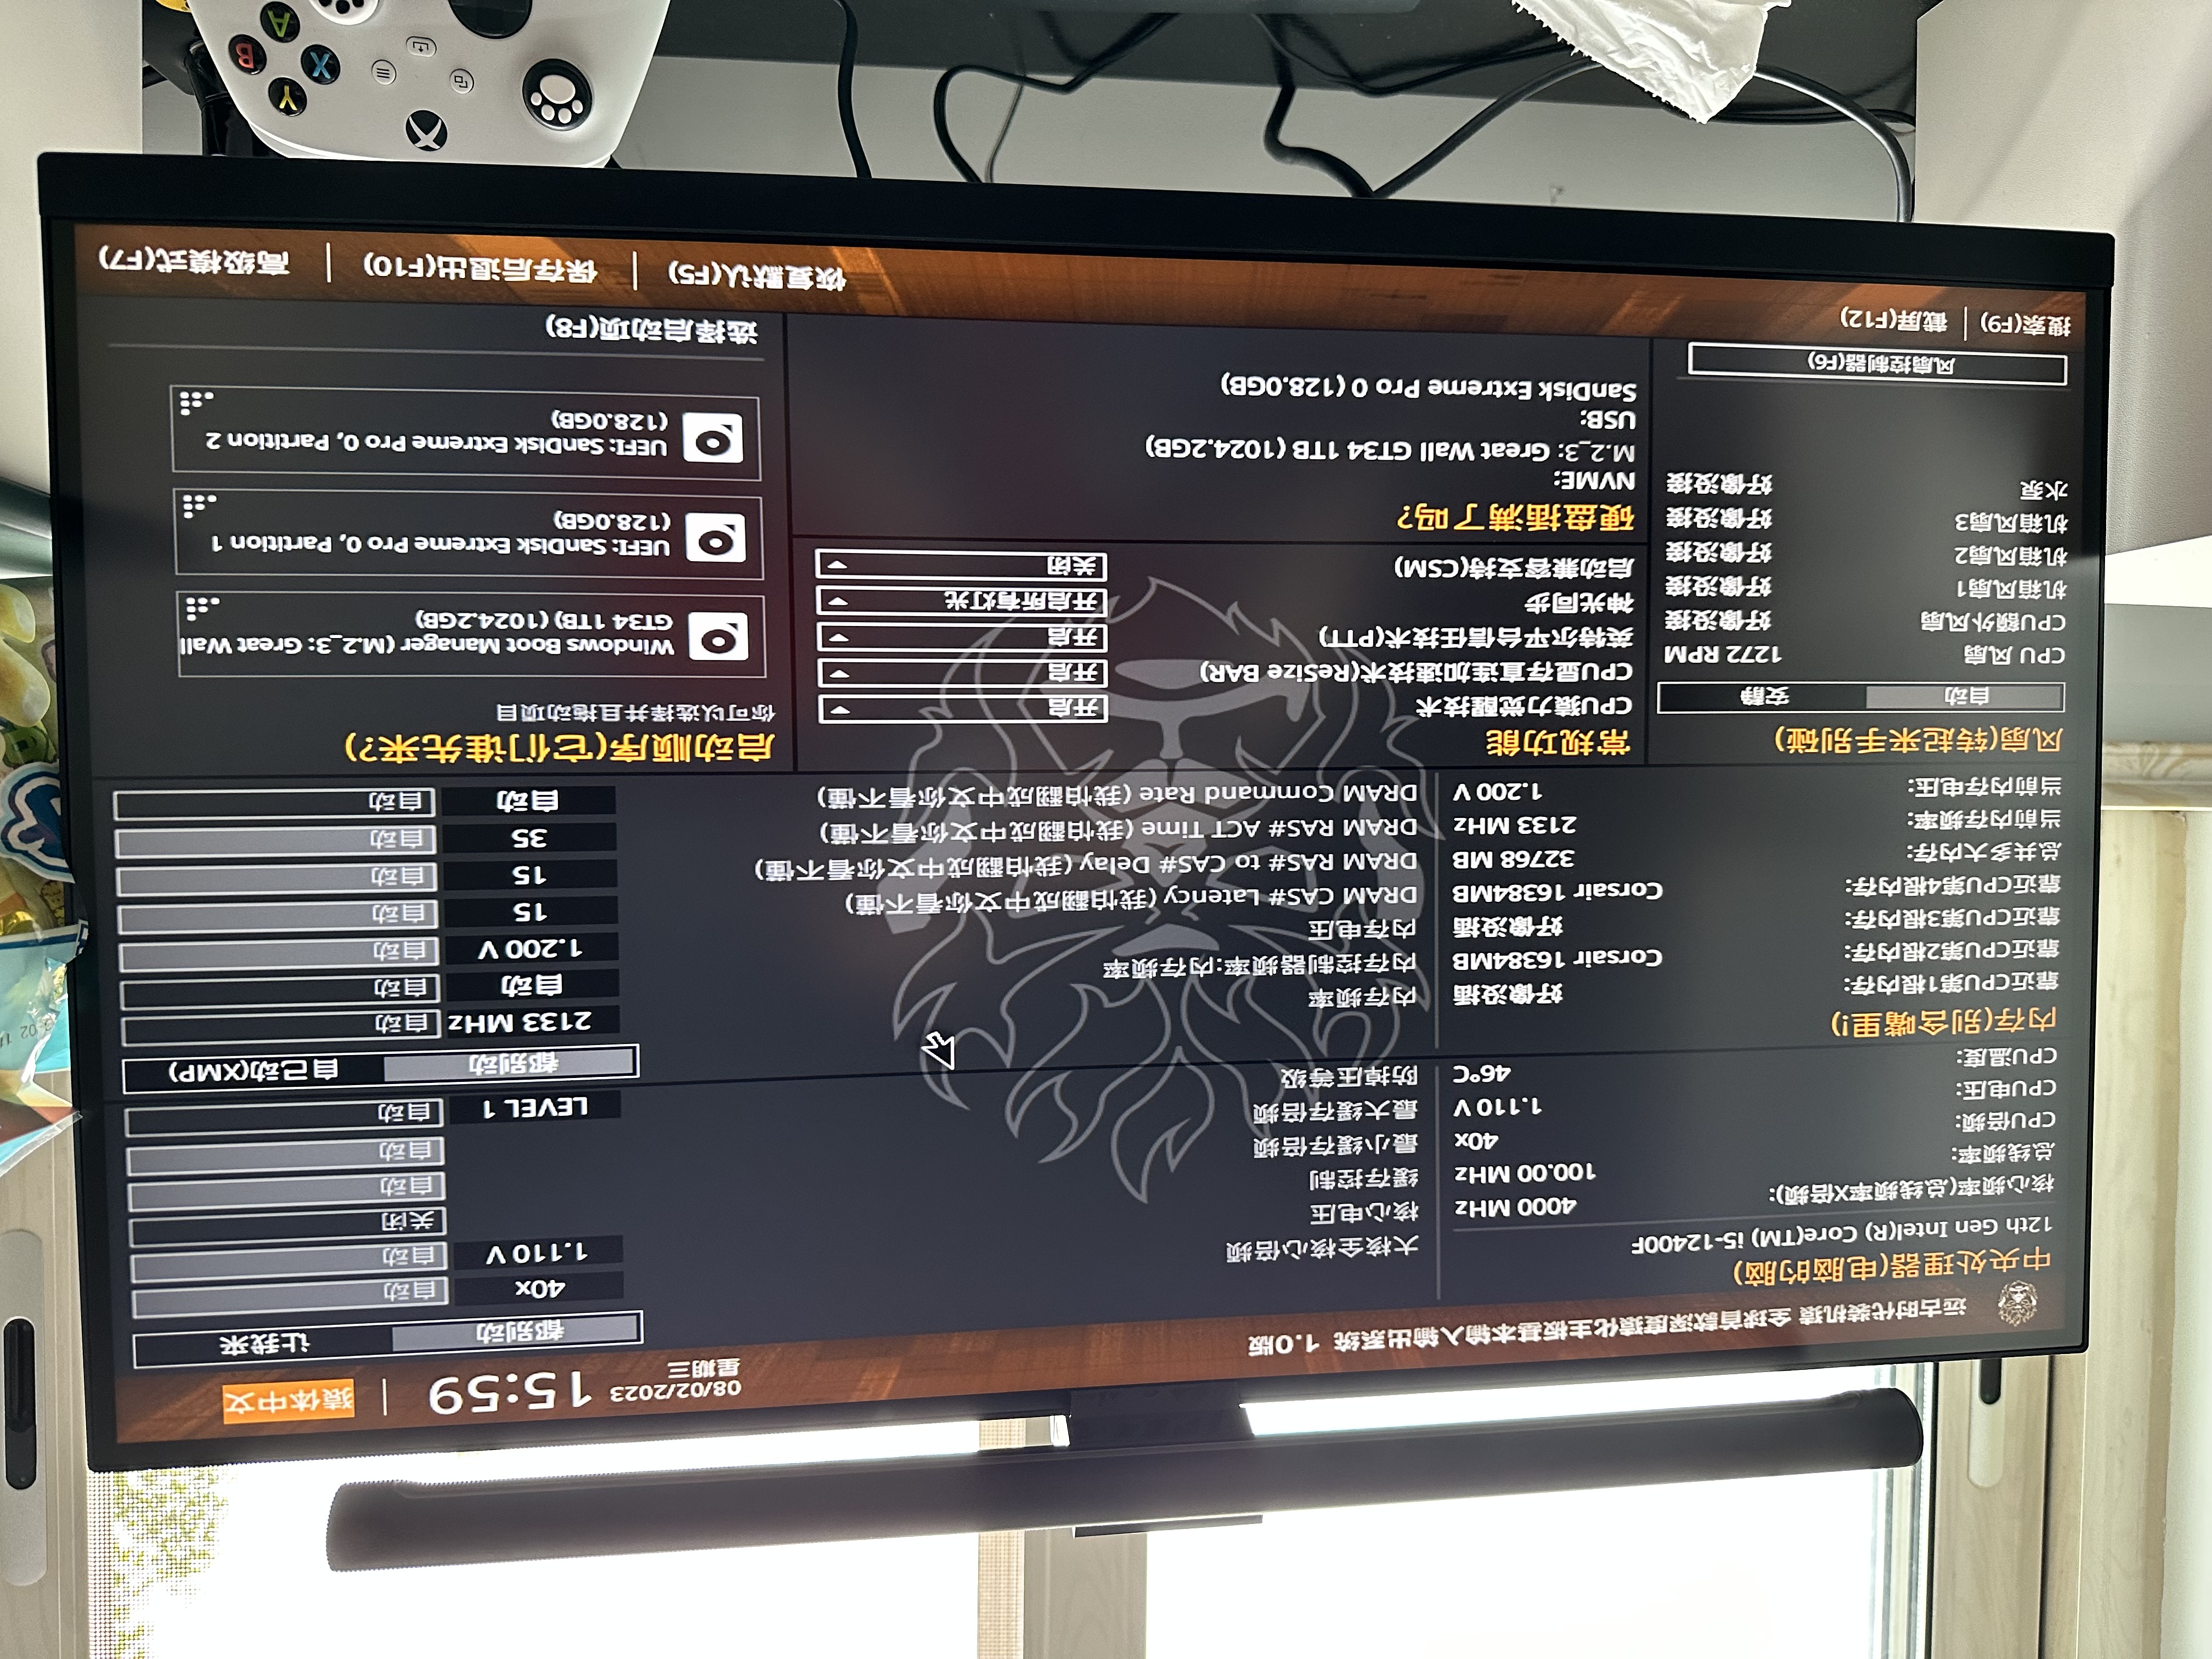 08/02/2023
星期三
15:59
猿体中文
远古时代装机猿 全球首款深度猿化主板基本输入输出系统 1.0版
中央处理器(电脑的脑)
12th Gen Intel(R) Core(TM) i5-12400F
核心频率(总线频率X倍频): 4000 MHz
总线频率: 100.00 MHz
CPU倍频: 40x
CPU电压: 1.110 V
CPU温度: 46°C
都别动 让我来
大核全核心倍频 40x 自动
核心电压 1.110 V 自动
缓存控制 关闭
最小缓存倍频 自动
最大缓存倍频 自动
防掉压等级 LEVEL 1 自动
内存(别含嘴里!)
靠近CPU第1根内存: 好像没插
靠近CPU第2根内存: Corsair 16384MB
靠近CPU第3根内存: 好像没插
靠近CPU第4根内存: Corsair 16384MB
总共多大内存: 32768 MB
当前内存频率: 2133 MHz
当前内存电压: 1.200 V
都别动 自己动(XMP)
内存频率 2133 MHz 自动
内存控制器频率:内存频率 自动 自动
内存电压 1.200 V 自动
DRAM CAS# Latency (我怕翻成中文你看不懂) 15 自动
DRAM RAS# to CAS# Delay (我怕翻成中文你看不懂) 15 自动
DRAM RAS# ACT Time (我怕翻成中文你看不懂) 35 自动
DRAM Command Rate (我怕翻成中文你看不懂) 自动 自动
风扇(转起来手别碰)
自动 安静
CPU 风扇 1272 RPM
CPU额外风扇 好像没接
机箱风扇1 好像没接
机箱风扇2 好像没接
机箱风扇3 好像没接
水泵 好像没接
风扇控制器(F6)
常规功能
CPU猿力觉醒技术 开启
CPU显存直连加速技术(ReSize BAR) 开启
英特尔平台信任技术(PTT) 开启
神光同步 开启所有灯光
启动兼容支持(CSM) 关闭
硬盘插满了吗?
NVME:
M.2_3: Great Wall GT34 1TB (1024.2GB)
USB:
SanDisk Extreme Pro 0 (128.0GB)
启动顺序(它们谁先来?)
你可以选择并且拖动项目
Windows Boot Manager (M.2_3: Great Wall
GT34 1TB) (1024.2GB)
UEFI: SanDisk Extreme Pro 0, Partition 1
(128.0GB)
UEFI: SanDisk Extreme Pro 0, Partition 2
(128.0GB)
选择启动项(F8)
搜索(F9) 截屏(F12)
恢复默认(F5) 保存后退出(F10) 高级模式(F7)
Y
X
B
A